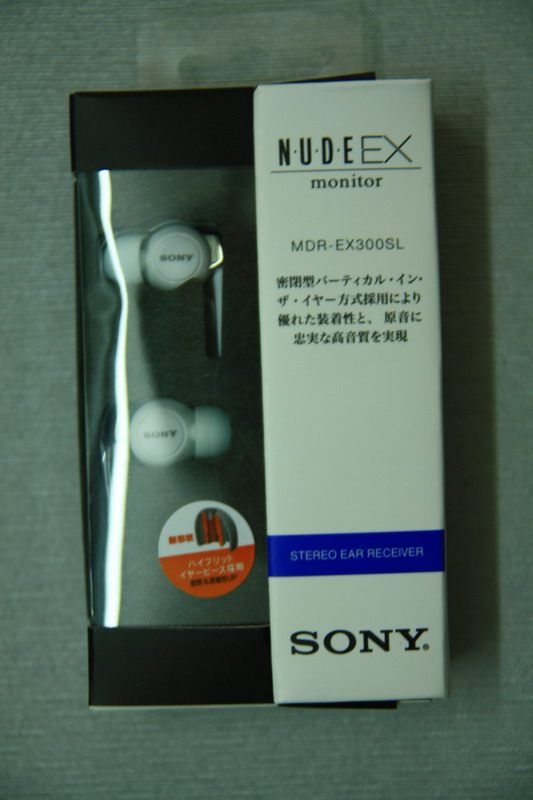 N·U·D·E EX
monitor
MDR-EX300SL
密閉型バーティカル・イン・
ザ・イヤー方式採用により
優れた装着性と、原音に
忠実な高音質を実現
SONY
SONY
新形状
ハイブリッド
イヤーピース採用
STEREO EAR RECEIVER
SONY®